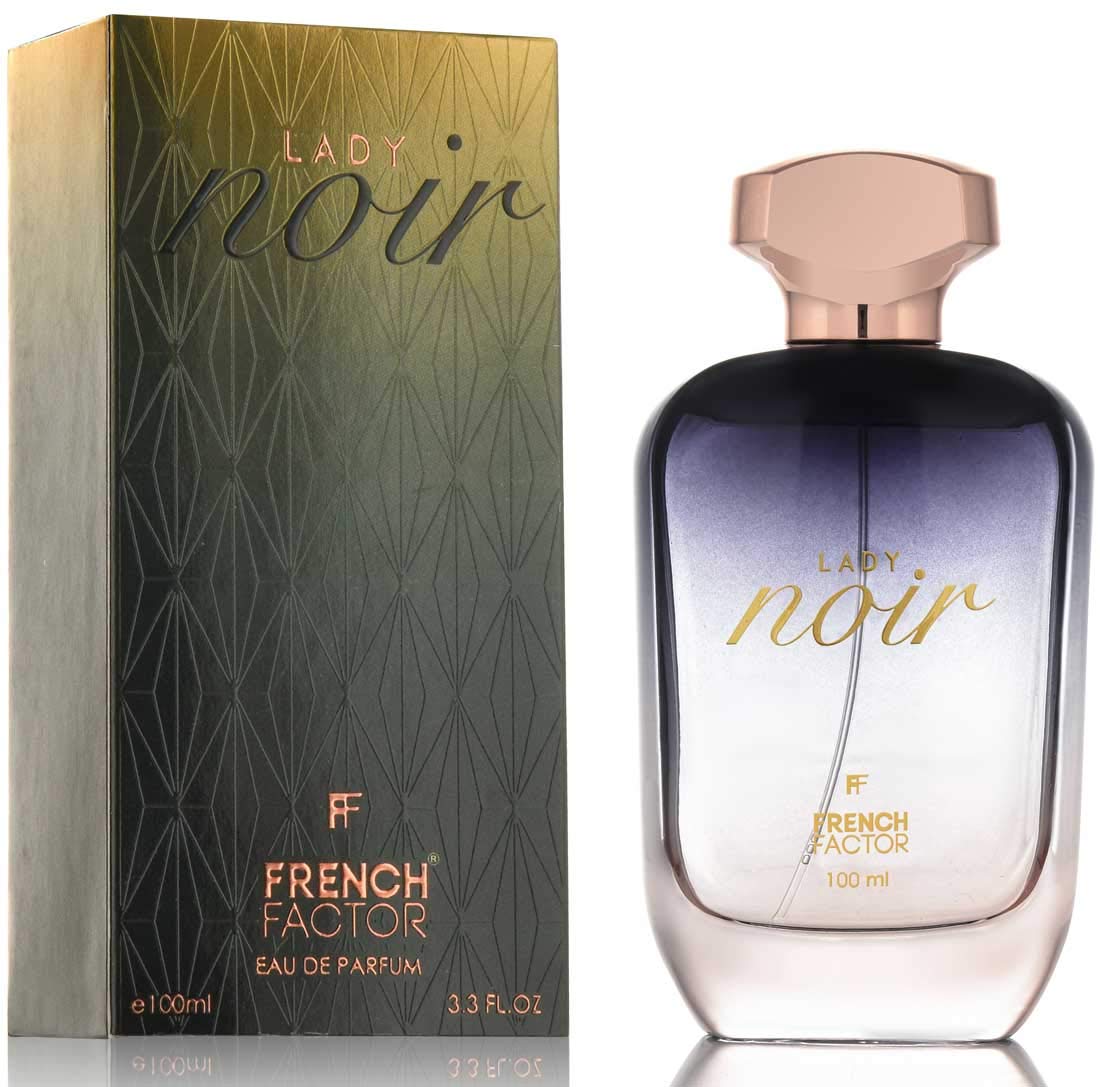 LADY
noir
FF
FRENCH®
FACTOR
EAU DE PARFUM
e100ml 3.3 FL.OZ
LADY
noir
FF
FRENCH
FACTOR
100 ml